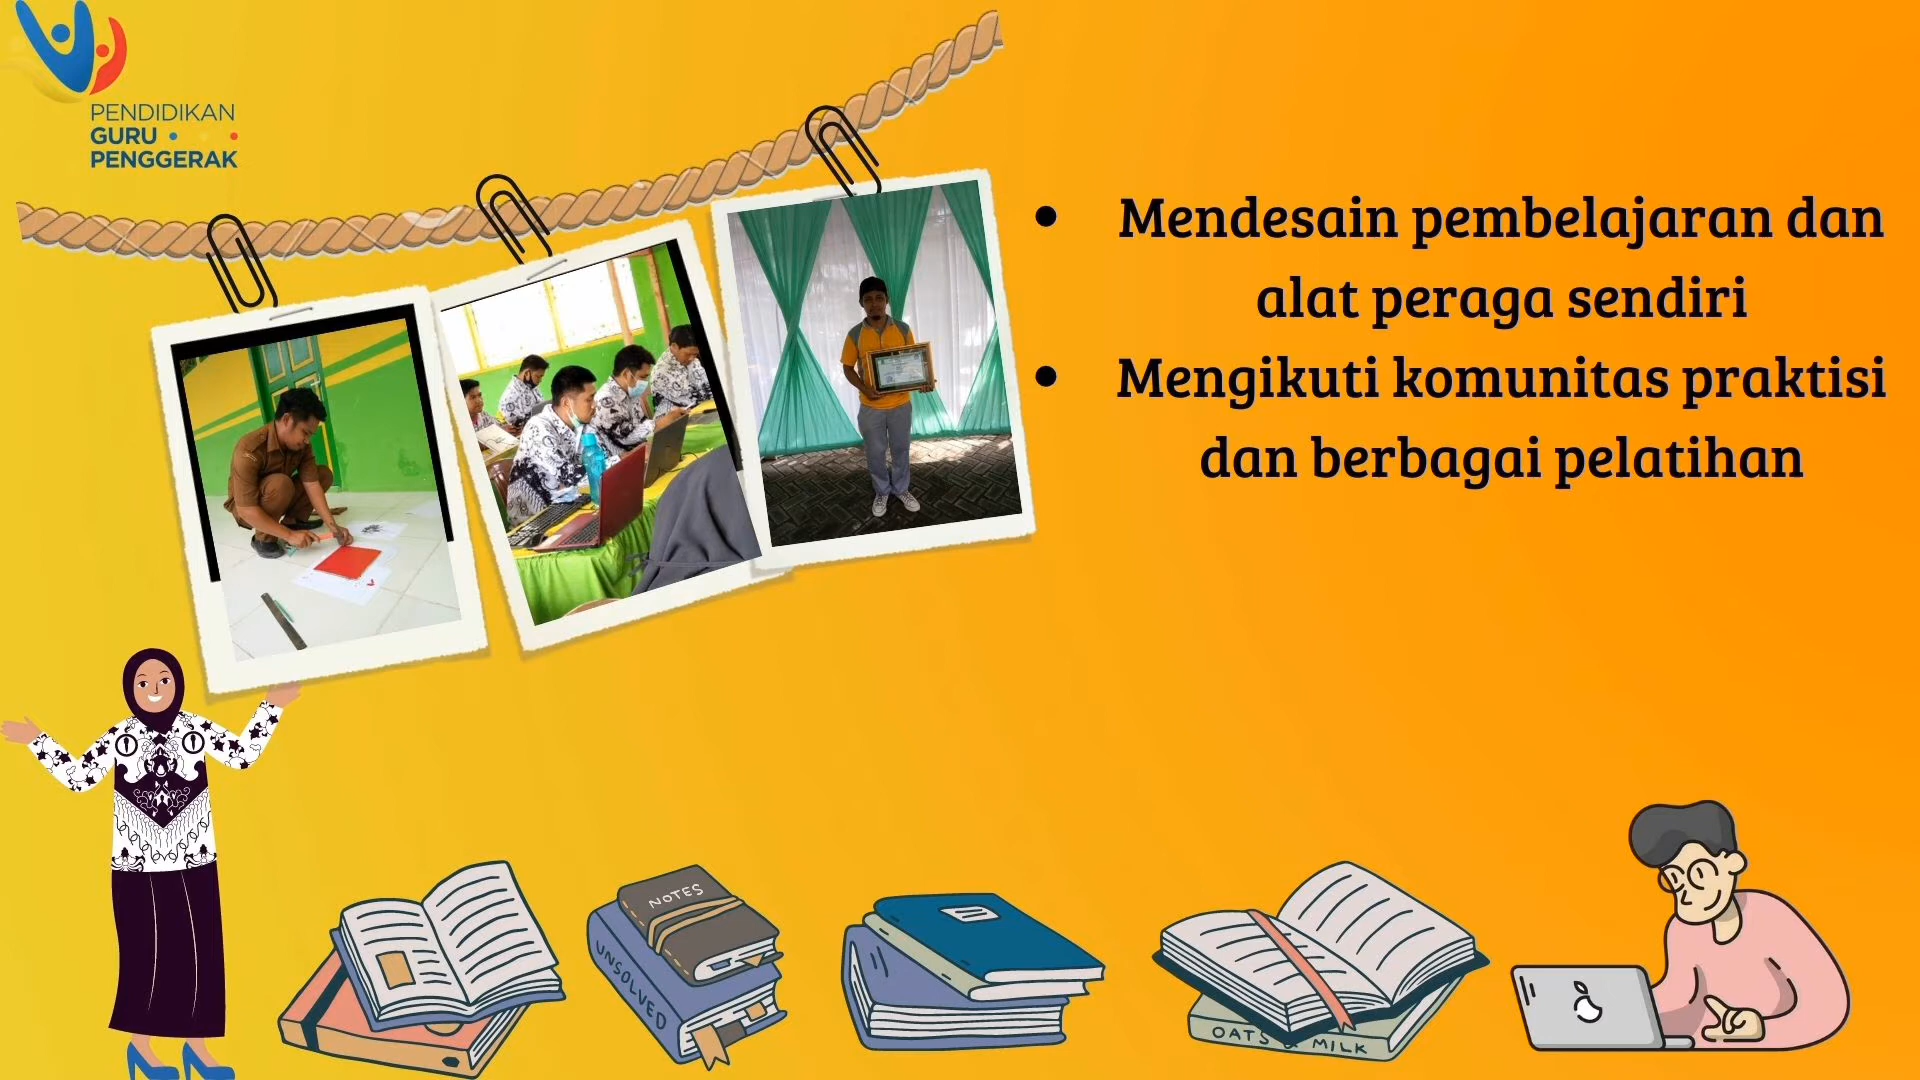 PENDIDIKAN
GURU
PENGGERAK
• Mendesain pembelajaran dan
alat peraga sendiri
• Mengikuti komunitas praktisi
dan berbagai pelatihan
NOTES
UNSOLVED
OATS & MILK